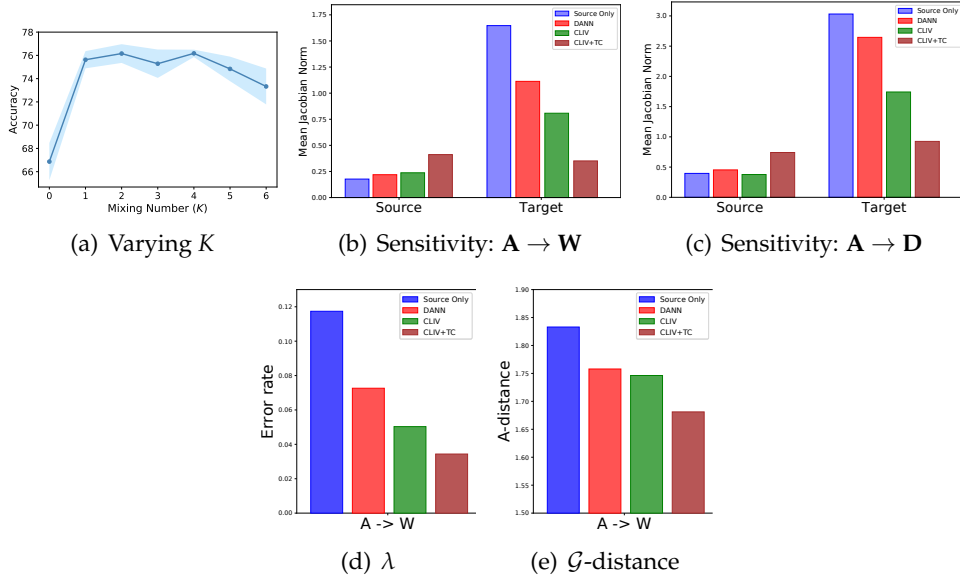 78
76
74
72
70
68
66
Accuracy
0 1 2 3 4 5 6
Mixing Number (K)
(a) Varying K
1.75
1.50
1.25
1.00
0.75
0.50
0.25
0.00
Mean Jacobian Norm
Source Only
DANN
CLIV
CLIV+TC
Source Target
(b) Sensitivity: A → W
3.0
2.5
2.0
1.5
1.0
0.5
0.0
Mean Jacobian Norm
Source Only
DANN
CLIV
CLIV+TC
Source Target
(c) Sensitivity: A → D
0.12
0.10
0.08
0.06
0.04
0.02
0.00
Error rate
Source Only
DANN
CLIV
CLIV+TC
A -> W
(d) λ
1.90
1.85
1.80
1.75
1.70
1.65
1.60
1.55
1.50
A-distance
Source Only
DANN
CLIV
CLIV+TC
A -> W
(e) 𝒢-distance